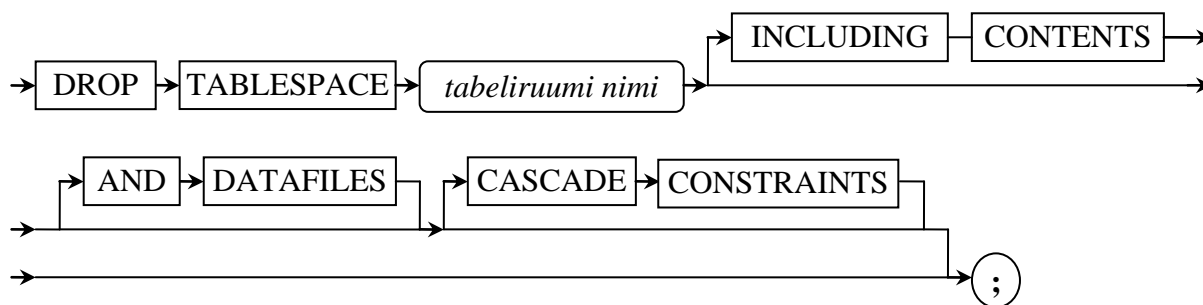 INCLUDING CONTENTS
DROP TABLESPACE tabeliruumi nimi
AND DATAFILES CASCADE CONSTRAINTS
;